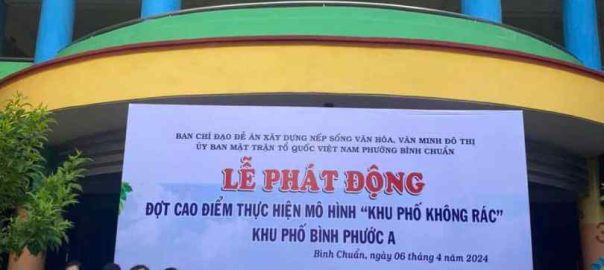 BAN CHỈ ĐẠO ĐỀ ÁN XÂY DỰNG NẾP SỐNG VĂN HÓA, VĂN MINH ĐÔ THỊ
ỦY BAN MẶT TRẬN TỔ QUỐC VIỆT NAM PHƯỜNG BÌNH CHUẨN
LỄ PHÁT ĐỘNG
ĐỢT CAO ĐIỂM THỰC HIỆN MÔ HÌNH “KHU PHỐ KHÔNG RÁC”
KHU PHỐ BÌNH PHƯỚC A
Bình Chuẩn, ngày 06 tháng 4 năm 2024